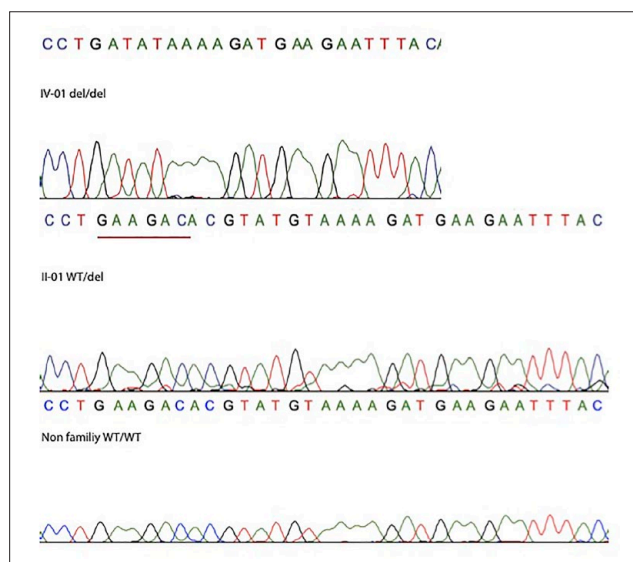 C C T G A T A T A A A A G A T G A A G A A T T T A C A
IV-01 del/del
C C T G A A G A C A C G T A T G T A A A A G A T G A A G A A T T T A C
II-01 WT/del
C C T G A A G A C A C G T A T G T A A A A G A T G A A G A A T T T A C
Non familiy WT/WT